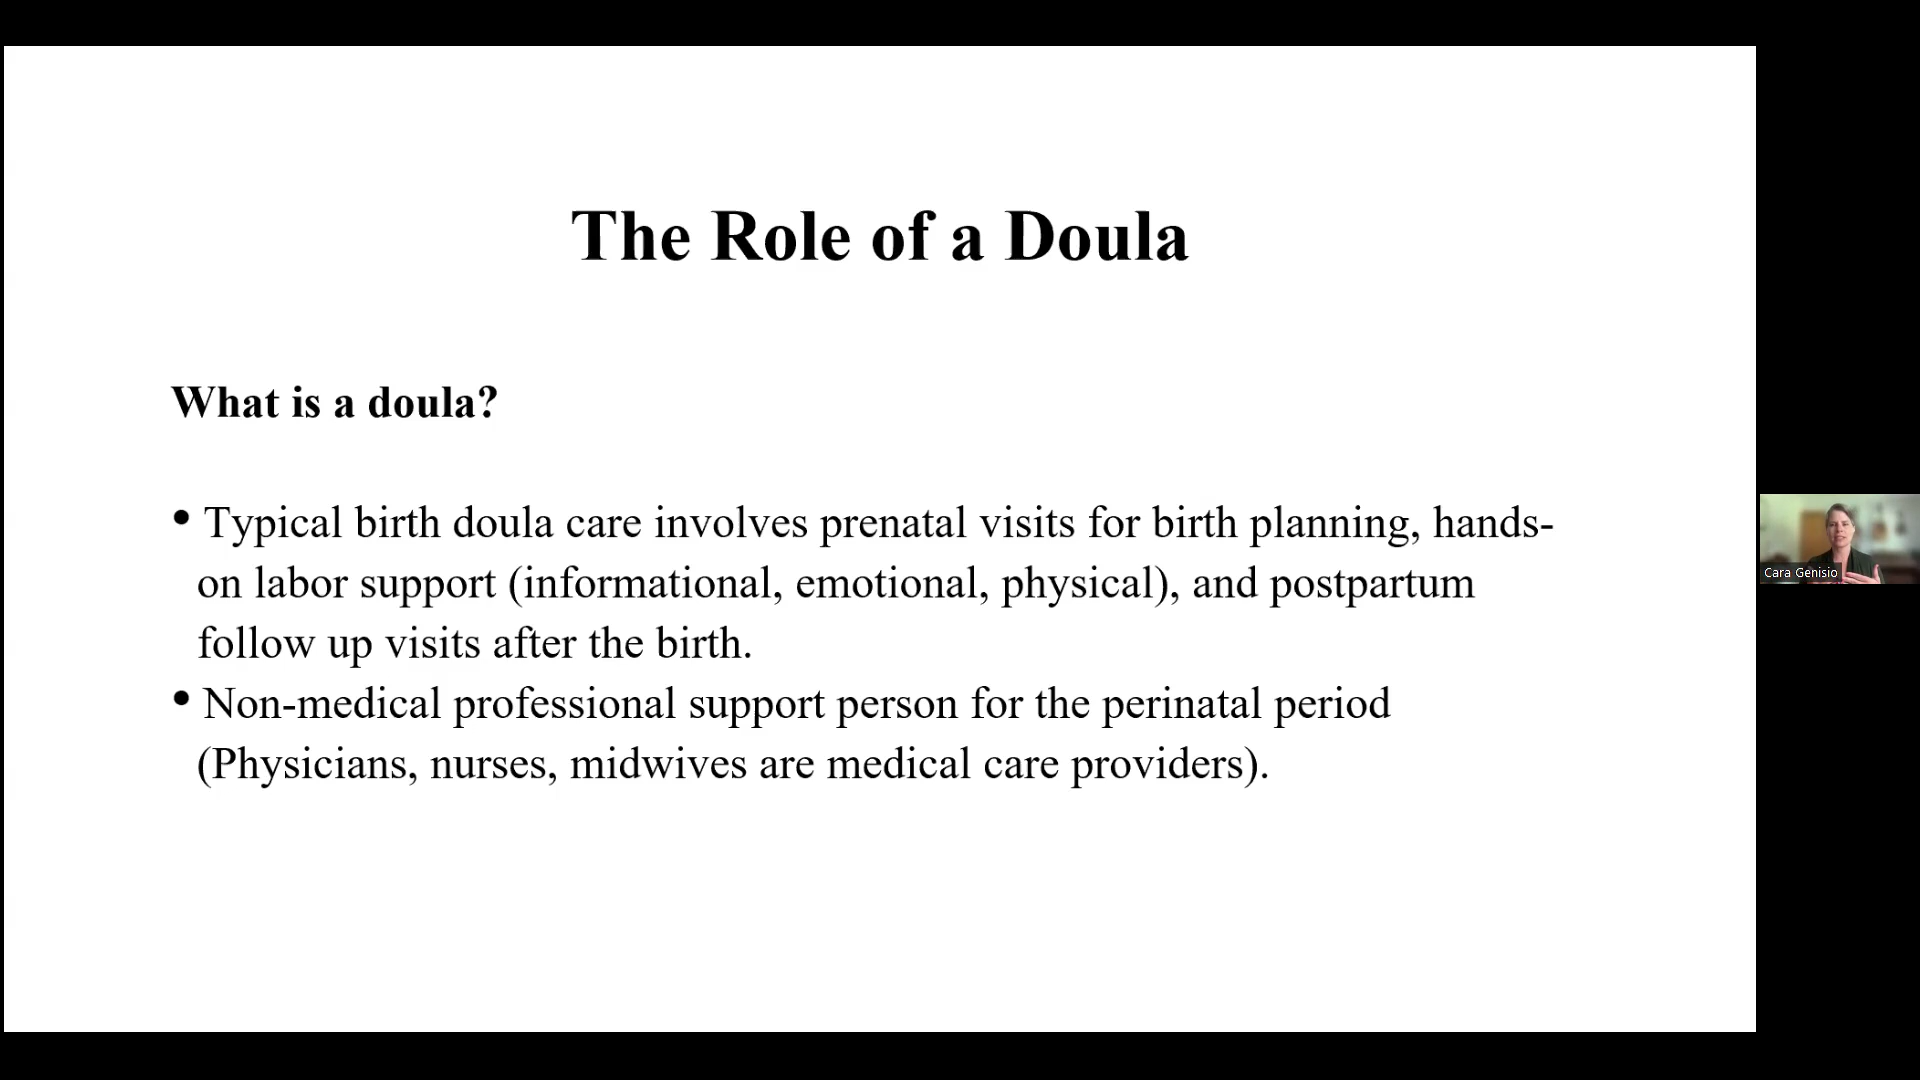 The Role of a Doula
What is a doula?
• Typical birth doula care involves prenatal visits for birth planning, hands-
on labor support (informational, emotional, physical), and postpartum
follow up visits after the birth.
• Non-medical professional support person for the perinatal period
(Physicians, nurses, midwives are medical care providers).
Cara Genisio